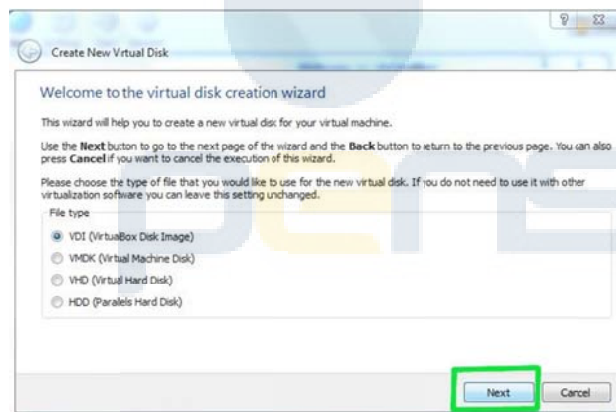 Create New Vrtual Disk
Welcome to the virtual disk creation wizard
This wizard will help you to create a new virtual disc for your virtual machine.
Use the Next button to go to the next page of the wizard and the Back button to return to the previous page. You can also
press Cancel if you want to cancel the execution of this wizard.
Please choose the type of file that you would like to use for the new virtual disk. If you do not need to use it with other
virtualization software you can leave this setting unchanged.
File type
VDI (VirtualBox Disk Image)
VMDK (Virtual Machine Disk)
VHD (Virtual Hard Disk)
HDD (Paralels Hard Disk)
Next
Cancel
pens